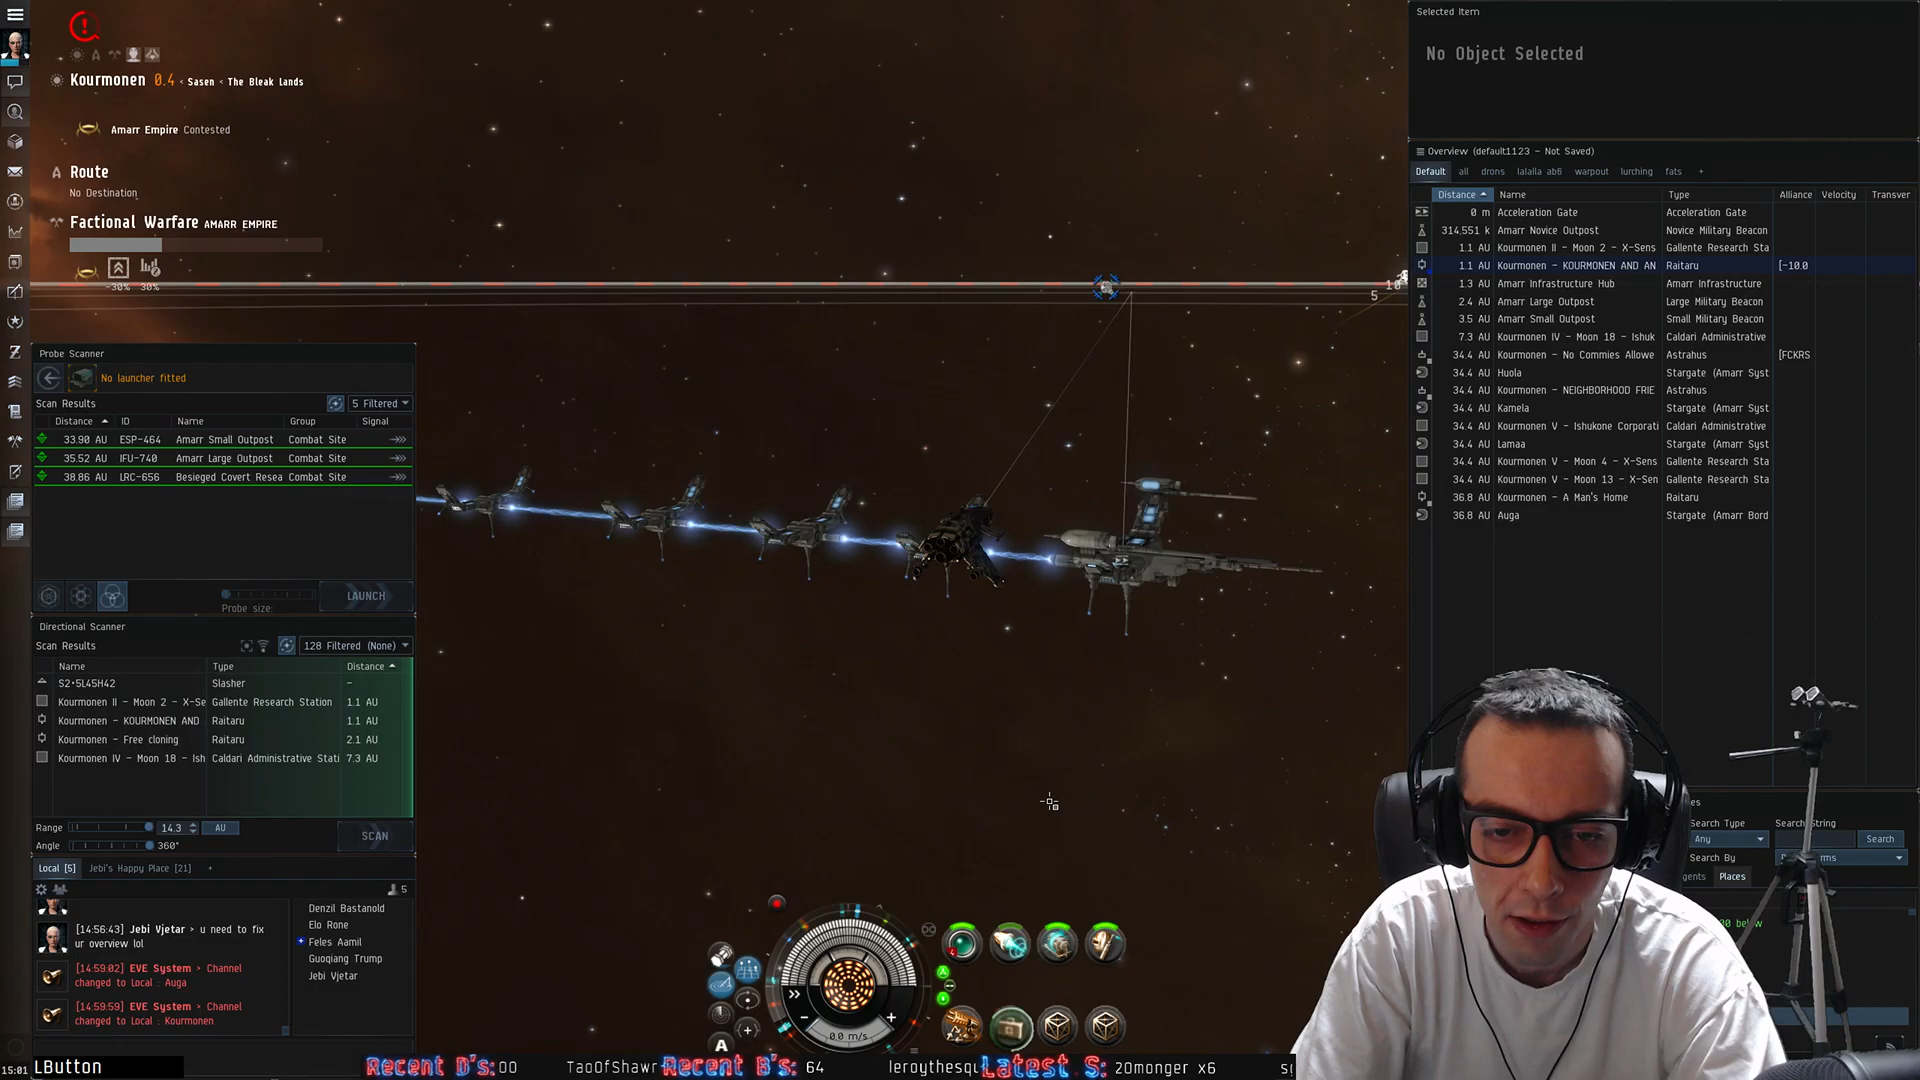 Kourmonen 0.4 < Sasen < The Bleak Lands
Amarr Empire Contested
A Route
No Destination
Factional Warfare AMARR EMPIRE
-30% 30%
5 10
Probe Scanner
No launcher fitted
Scan Results 5 Filtered
Distance ID Name Group Signal
33.90 AU ESP-464 Amarr Small Outpost Combat Site
35.52 AU IFU-740 Amarr Large Outpost Combat Site
38.86 AU LRC-656 Besieged Covert Resea Combat Site
Probe size:
LAUNCH
Directional Scanner
Scan Results 128 Filtered (None)
Name Type Distance
S2•5L45H42 Slasher -
Kourmonen II - Moon 2 - X-Se Gallente Research Station 1.1 AU
Kourmonen - KOURMONEN AND Raitaru 1.1 AU
Kourmonen - Free cloning Raitaru 2.1 AU
Kourmonen IV - Moon 18 - Ish Caldari Administrative Stati 7.3 AU
Range 14.3 AU
Angle 360°
SCAN
Local [5] Jebi's Happy Place [21] +
5
[14:56:43] Jebi Vjetar > u need to fix
ur overview lol
[14:59:02] EVE System > Channel
changed to Local : Auga
[14:59:59] EVE System > Channel
changed to Local : Kourmonen
Denzil Bastanold
Elo Rone
Feles Aamil
Guoqiang Trump
Jebi Vjetar
0.0 m/s
A
15:01
LButton
Recent D's: 00 TaoOfShawr Recent B's: 64 leroythesqu Latest S: 20monger x6
Selected Item
No Object Selected
Overview (default1123 - Not Saved)
Default all drons lalalla ab6 warpout lurching fats +
Distance Name Type Alliance Velocity Transver
0 m Acceleration Gate Acceleration Gate
314,551 k Amarr Novice Outpost Novice Military Beacon
1.1 AU Kourmonen II - Moon 2 - X-Sens Gallente Research Sta
1.1 AU Kourmonen - KOURMONEN AND AN Raitaru [-10.0
1.3 AU Amarr Infrastructure Hub Amarr Infrastructure
2.4 AU Amarr Large Outpost Large Military Beacon
3.5 AU Amarr Small Outpost Small Military Beacon
7.3 AU Kourmonen IV - Moon 18 - Ishuk Caldari Administrative
34.4 AU Kourmonen - No Commies Allowe Astrahus [FCKRS
34.4 AU Huola Stargate (Amarr Syst
34.4 AU Kourmonen - NEIGHBORHOOD FRIE Astrahus
34.4 AU Kamela Stargate (Amarr Syst
34.4 AU Kourmonen V - Ishukone Corporati Caldari Administrative
34.4 AU Lamaa Stargate (Amarr Syst
34.4 AU Kourmonen V - Moon 4 - X-Sens Gallente Research Sta
34.4 AU Kourmonen V - Moon 13 - X-Sen Gallente Research Sta
36.8 AU Kourmonen - A Man's Home Raitaru
36.8 AU Auga Stargate (Amarr Bord
Search Type Search String
Any Search
Search By
gents Places
below